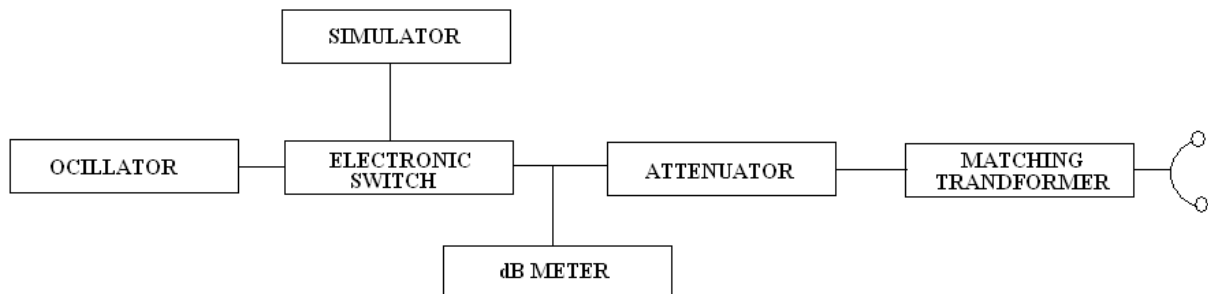 SIMULATOR
OCILLATOR
ELECTRONIC
SWITCH
ATTENUATOR
MATCHING
TRANDFORMER
dB METER